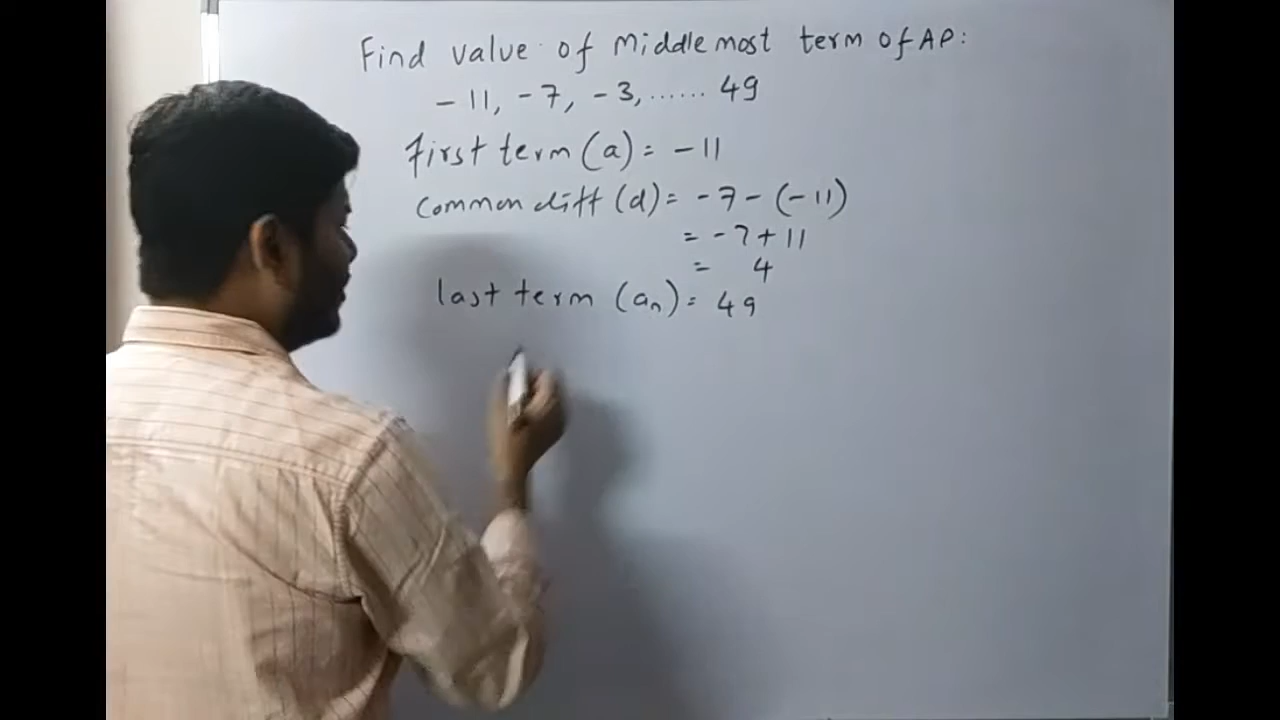 Find value of Middle most term of AP:
- 11, - 7, - 3, ...... 49
first term (a) = - 11
common diff (d) = - 7 - (- 11)
= - 7 + 11
= 4
last term (aₙ) = 49